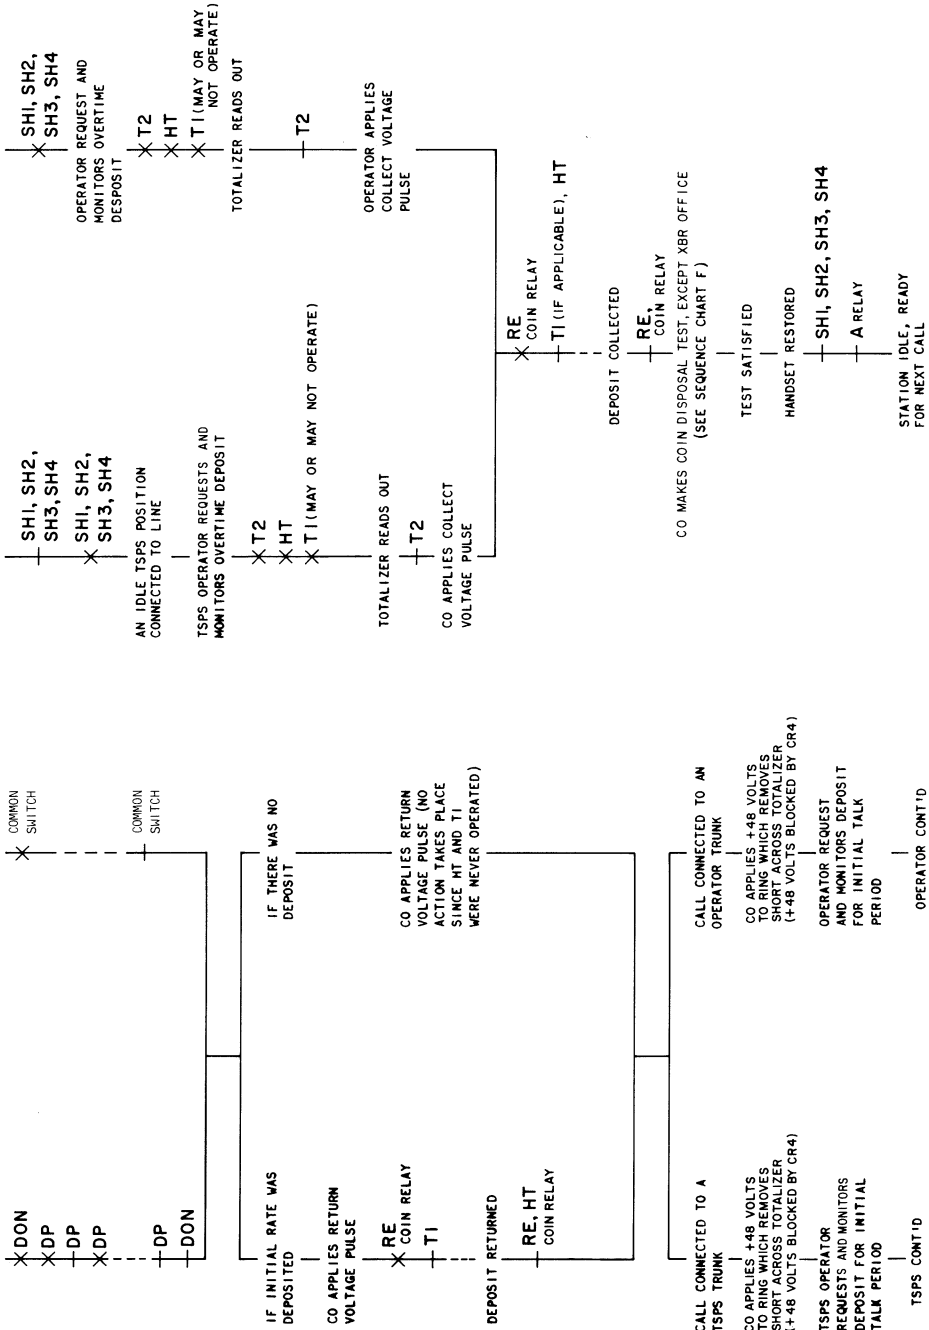 DON
DP
DP
DP
DP
DON
COMMON
SWITCH
COMMON
SWITCH
IF INITIAL RATE WAS
DEPOSITED
CO APPLIES RETURN
VOLTAGE PULSE
RE
COIN RELAY
T1
DEPOSIT RETURNED
RE, HT
COIN RELAY
IF THERE WAS NO
DEPOSIT
CO APPLIES RETURN
VOLTAGE PULSE (NO
ACTION TAKES PLACE
SINCE HT AND T1
WERE NEVER OPERATED)
CALL CONNECTED TO A
TSPS TRUNK
CO APPLIES +48 VOLTS
TO RING WHICH REMOVES
SHORT ACROSS TOTALIZER
(+48 VOLTS BLOCKED BY CR4)
TSPS OPERATOR
REQUESTS AND MONITORS
DEPOSIT FOR INITIAL
TALK PERIOD
TSPS CONT'D
CALL CONNECTED TO AN
OPERATOR TRUNK
CO APPLIES +48 VOLTS
TO RING WHICH REMOVES
SHORT ACROSS TOTALIZER
(+48 VOLTS BLOCKED BY CR4)
OPERATOR REQUEST
AND MONITORS DEPOSIT
FOR INITIAL TALK
PERIOD
OPERATOR CONT'D
SH1, SH2,
SH3, SH4
SH1, SH2,
SH3, SH4
AN IDLE TSPS POSITION
CONNECTED TO LINE
TSPS OPERATOR REQUESTS AND
MONITORS OVERTIME DEPOSIT
T2
HT
T1 (MAY OR MAY NOT OPERATE)
TOTALIZER READS OUT
T2
CO APPLIES COLLECT
VOLTAGE PULSE
SH1, SH2,
SH3, SH4
OPERATOR REQUEST AND
MONITORS OVERTIME
DESPOSIT
T2
HT
T1 (MAY OR MAY
NOT OPERATE)
TOTALIZER READS OUT
T2
OPERATOR APPLIES
COLLECT VOLTAGE
PULSE
RE
COIN RELAY
T1 (IF APPLICABLE), HT
DEPOSIT COLLECTED
RE,
COIN RELAY
CO MAKES COIN DISPOSAL TEST, EXCEPT XBR OFFICE
(SEE SEQUENCE CHART F)
TEST SATISFIED
HANDSET RESTORED
SH1, SH2, SH3, SH4
A RELAY
STATION IDLE, READY
FOR NEXT CALL